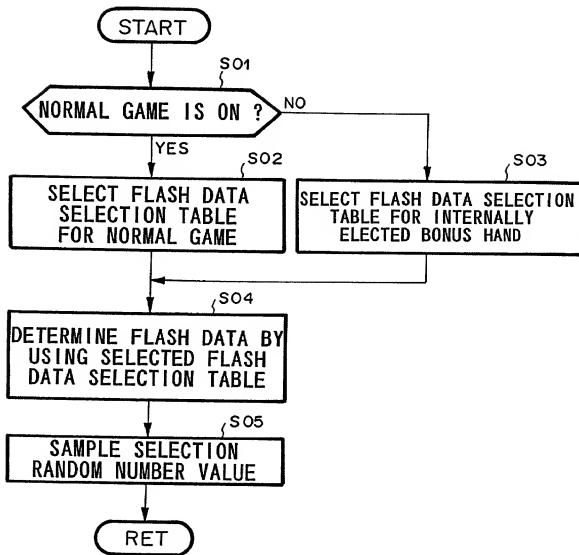 START
S01
NORMAL GAME IS ON ?
NO
YES
S02
SELECT FLASH DATA
SELECTION TABLE
FOR NORMAL GAME
S03
SELECT FLASH DATA SELECTION
TABLE FOR INTERNALLY
ELECTED BONUS HAND
S04
DETERMINE FLASH DATA BY
USING SELECTED FLASH
DATA SELECTION TABLE
S05
SAMPLE SELECTION
RANDOM NUMBER VALUE
RET